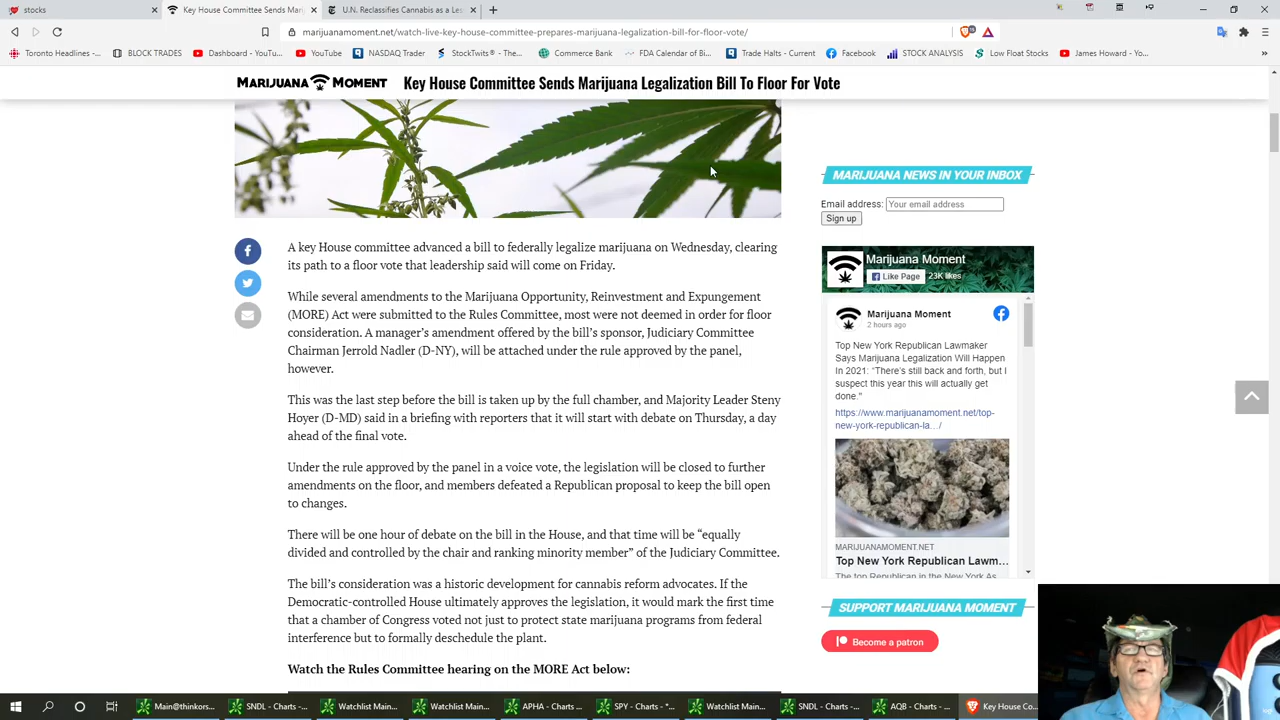 stocks
Key House Committee Sends Marij
U.N. Reclassifies Cannabis as a Les
marijuanamoment.net/watch-live-key-house-committee-prepares-marijuana-legalization-bill-for-floor-vote/
Toronto Headlines -...
BLOCK TRADES
Dashboard - YouTu...
YouTube
NASDAQ Trader
StockTwits® - The...
Commerce Bank
FDA Calendar of Bi...
Trade Halts - Current
Facebook
STOCK ANALYSIS
Low Float Stocks
James Howard - Yo...
MARIJUANA MOMENT
Key House Committee Sends Marijuana Legalization Bill To Floor For Vote
A key House committee advanced a bill to federally legalize marijuana on Wednesday, clearing
its path to a floor vote that leadership said will come on Friday.
While several amendments to the Marijuana Opportunity, Reinvestment and Expungement
(MORE) Act were submitted to the Rules Committee, most were not deemed in order for floor
consideration. A manager's amendment offered by the bill's sponsor, Judiciary Committee
Chairman Jerrold Nadler (D-NY), will be attached under the rule approved by the panel,
however.
This was the last step before the bill is taken up by the full chamber, and Majority Leader Steny
Hoyer (D-MD) said in a briefing with reporters that it will start with debate on Thursday, a day
ahead of the final vote.
Under the rule approved by the panel in a voice vote, the legislation will be closed to further
amendments on the floor, and members defeated a Republican proposal to keep the bill open
to changes.
There will be one hour of debate on the bill in the House, and that time will be “equally
divided and controlled by the chair and ranking minority member” of the Judiciary Committee.
The bill's consideration was a historic development for cannabis reform advocates. If the
Democratic-controlled House ultimately approves the legislation, it would mark the first time
that a chamber of Congress voted not just to protect state marijuana programs from federal
interference but to formally deschedule the plant.
Watch the Rules Committee hearing on the MORE Act below:
MARIJUANA NEWS IN YOUR INBOX
Email address: Your email address
Sign up
Marijuana Moment
Like Page 23K likes
Marijuana Moment
2 hours ago
Top New York Republican Lawmaker
Says Marijuana Legalization Will Happen
In 2021: “There's still back and forth, but I
suspect this year this will actually get
done.”
https://www.marijuanamoment.net/top-
new-york-republican-la.../
MARIJUANAMOMENT.NET
Top New York Republican Lawm...
The top Republican in the New York As
SUPPORT MARIJUANA MOMENT
Become a patron
Main@thinkors...
SNDL - Charts -...
Watchlist Main...
Watchlist Main...
APHA - Charts -...
SPY - Charts - "...
Watchlist Main...
SNDL - Charts -...
AQB - Charts -...
Key House Co...